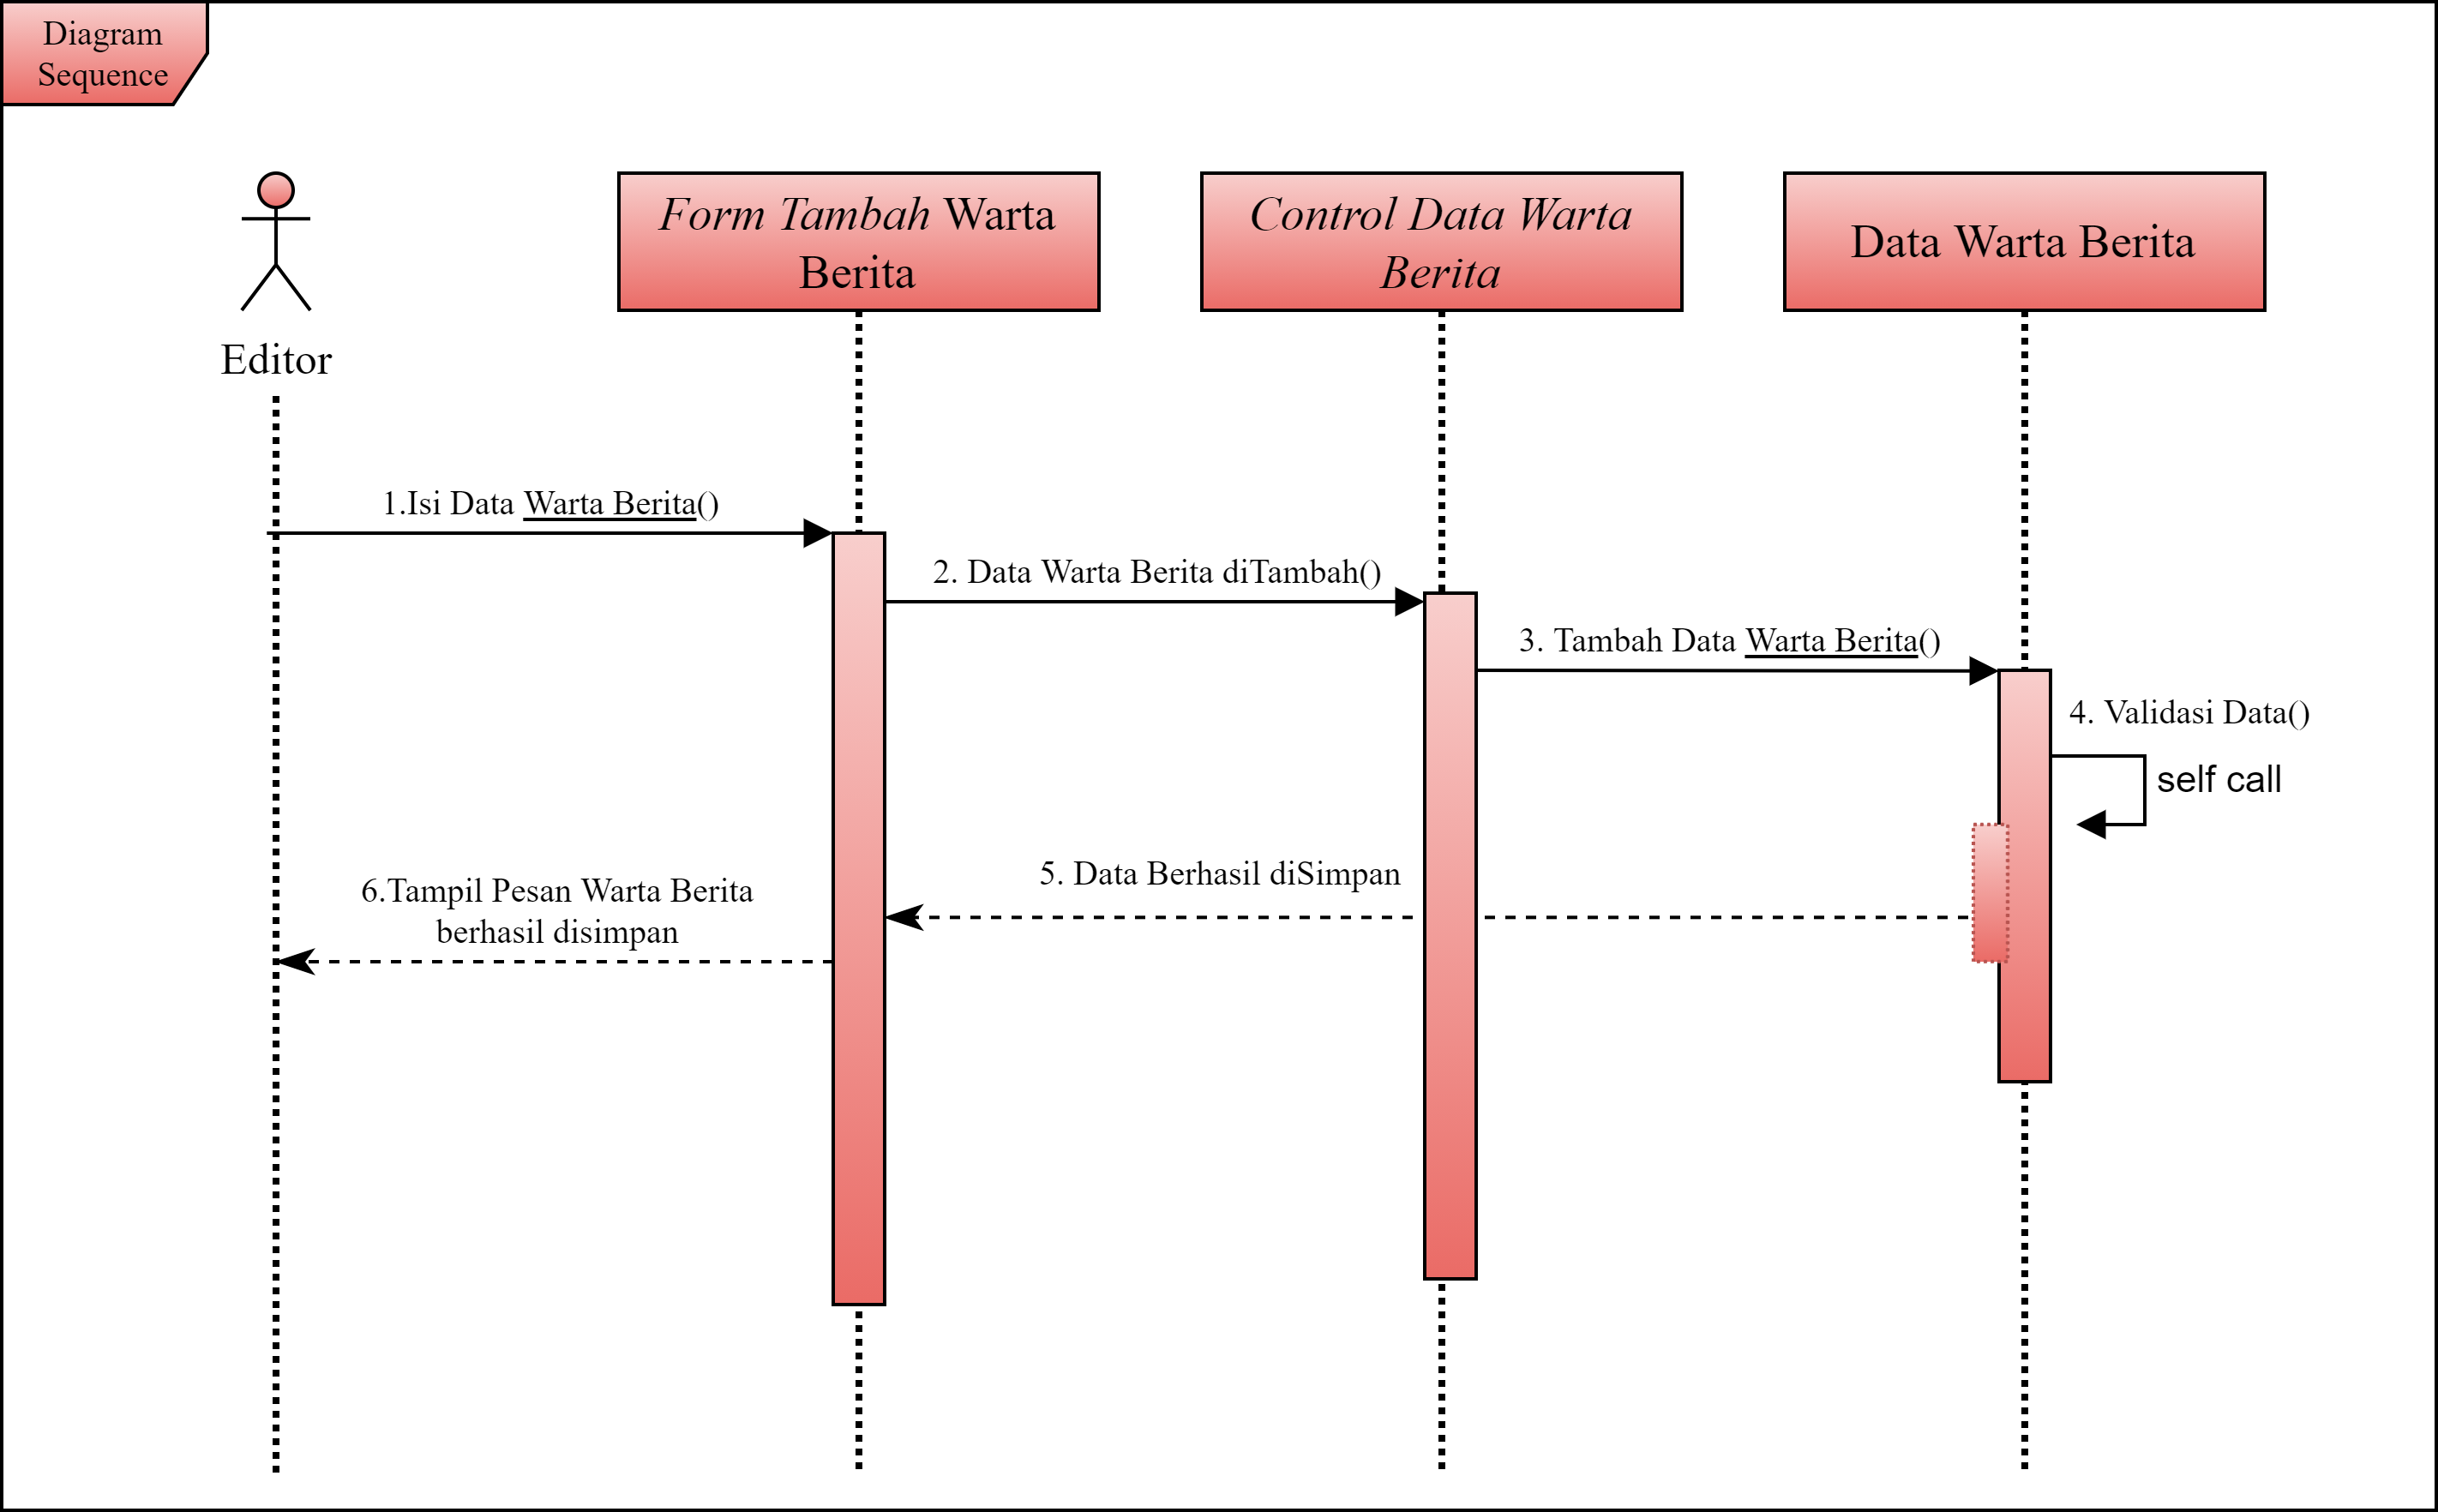 Diagram
Sequence
Form Tambah Warta
Berita
Control Data Warta
Berita
Data Warta Berita
Editor
1.Isi Data Warta Berita()
2. Data Warta Berita diTambah()
3. Tambah Data Warta Berita()
4. Validasi Data()
self call
5. Data Berhasil diSimpan
6.Tampil Pesan Warta Berita
berhasil disimpan